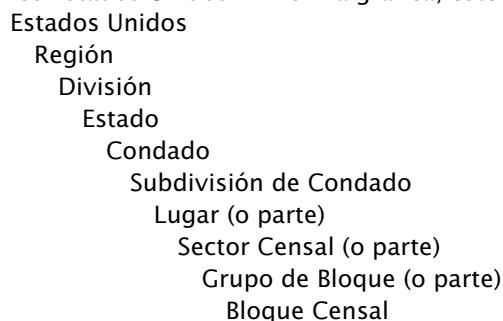 Estados Unidos
Región
División
Estado
Condado
Subdivisión de Condado
Lugar (o parte)
Sector Censal (o parte)
Grupo de Bloque (o parte)
Bloque Censal